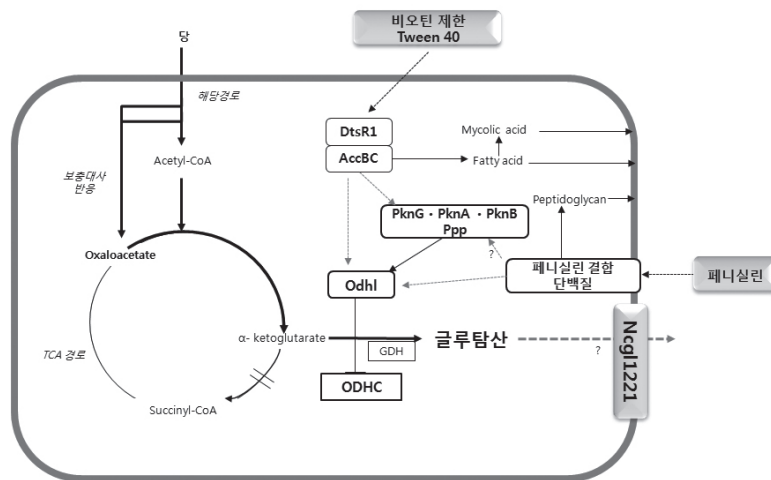 비오틴 제한
Tween 40
당
해당경로
DtsR1
AccBC
Mycolic acid
Fatty acid
Acetyl-CoA
보충대사
반응
Peptidoglycan
PknG · PknA · PknB
Ppp
?
Oxaloacetate
페니실린 결합
단백질
페니실린
Odhl
α- ketoglutarate
GDH
글루탐산
?
Ncgl1221
TCA 경로
ODHC
Succinyl-CoA